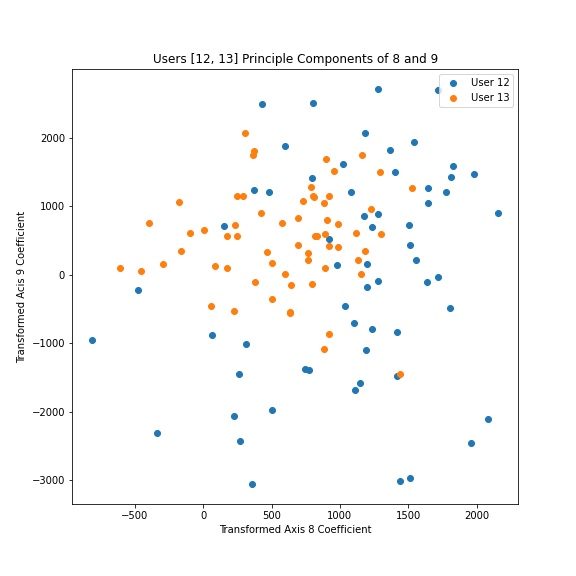 Users [12, 13] Principle Components of 8 and 9
User 12
User 13
Transformed Acis 9 Coefficient
2000
1000
0
−1000
−2000
−3000
−500
0
500
1000
1500
2000
Transformed Axis 8 Coefficient